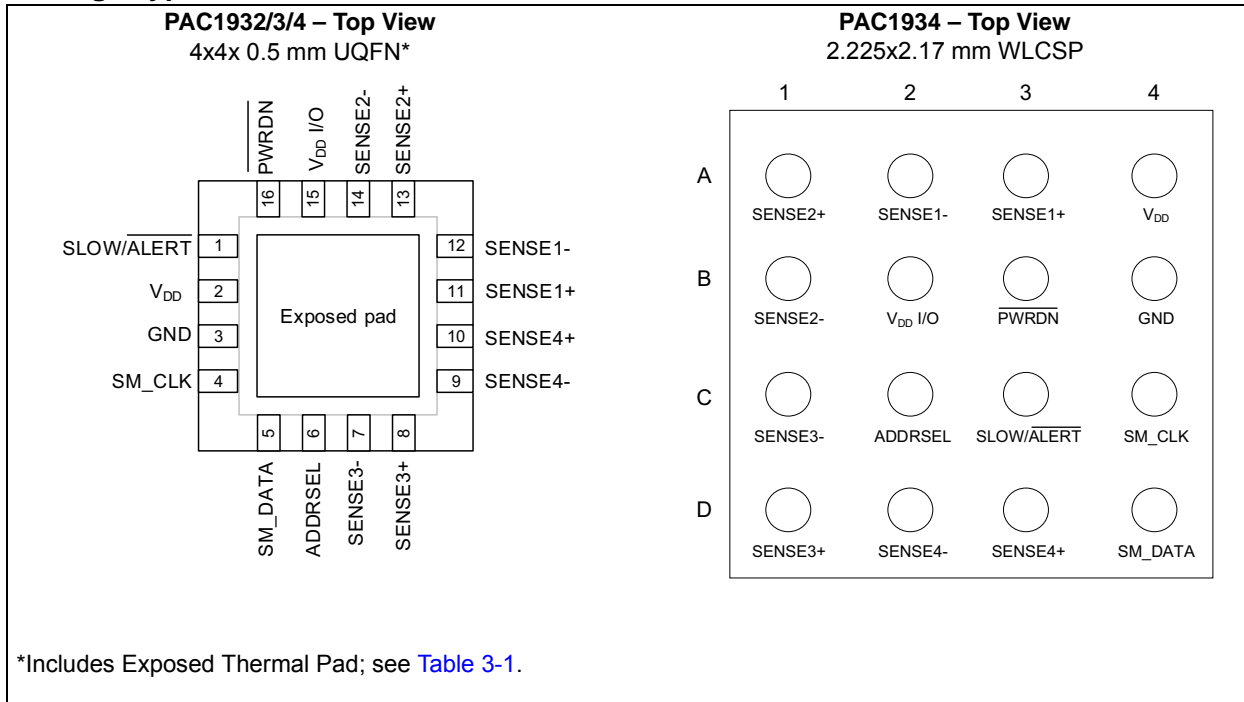 PAC1932/3/4 – Top View
4x4x 0.5 mm UQFN*
PWRDN
VDD I/O
SENSE2-
SENSE2+
16
15
14
13
SLOW/ALERT 1
VDD 2
GND 3
SM_CLK 4
Exposed pad
12 SENSE1-
11 SENSE1+
10 SENSE4+
9 SENSE4-
5
6
7
8
SM_DATA
ADDRSEL
SENSE3-
SENSE3+
PAC1934 – Top View
2.225x2.17 mm WLCSP
1 2 3 4
A
SENSE2+ SENSE1- SENSE1+ VDD
B
SENSE2- VDD I/O PWRDN GND
C
SENSE3- ADDRSEL SLOW/ALERT SM_CLK
D
SENSE3+ SENSE4- SENSE4+ SM_DATA
*Includes Exposed Thermal Pad; see Table 3-1.